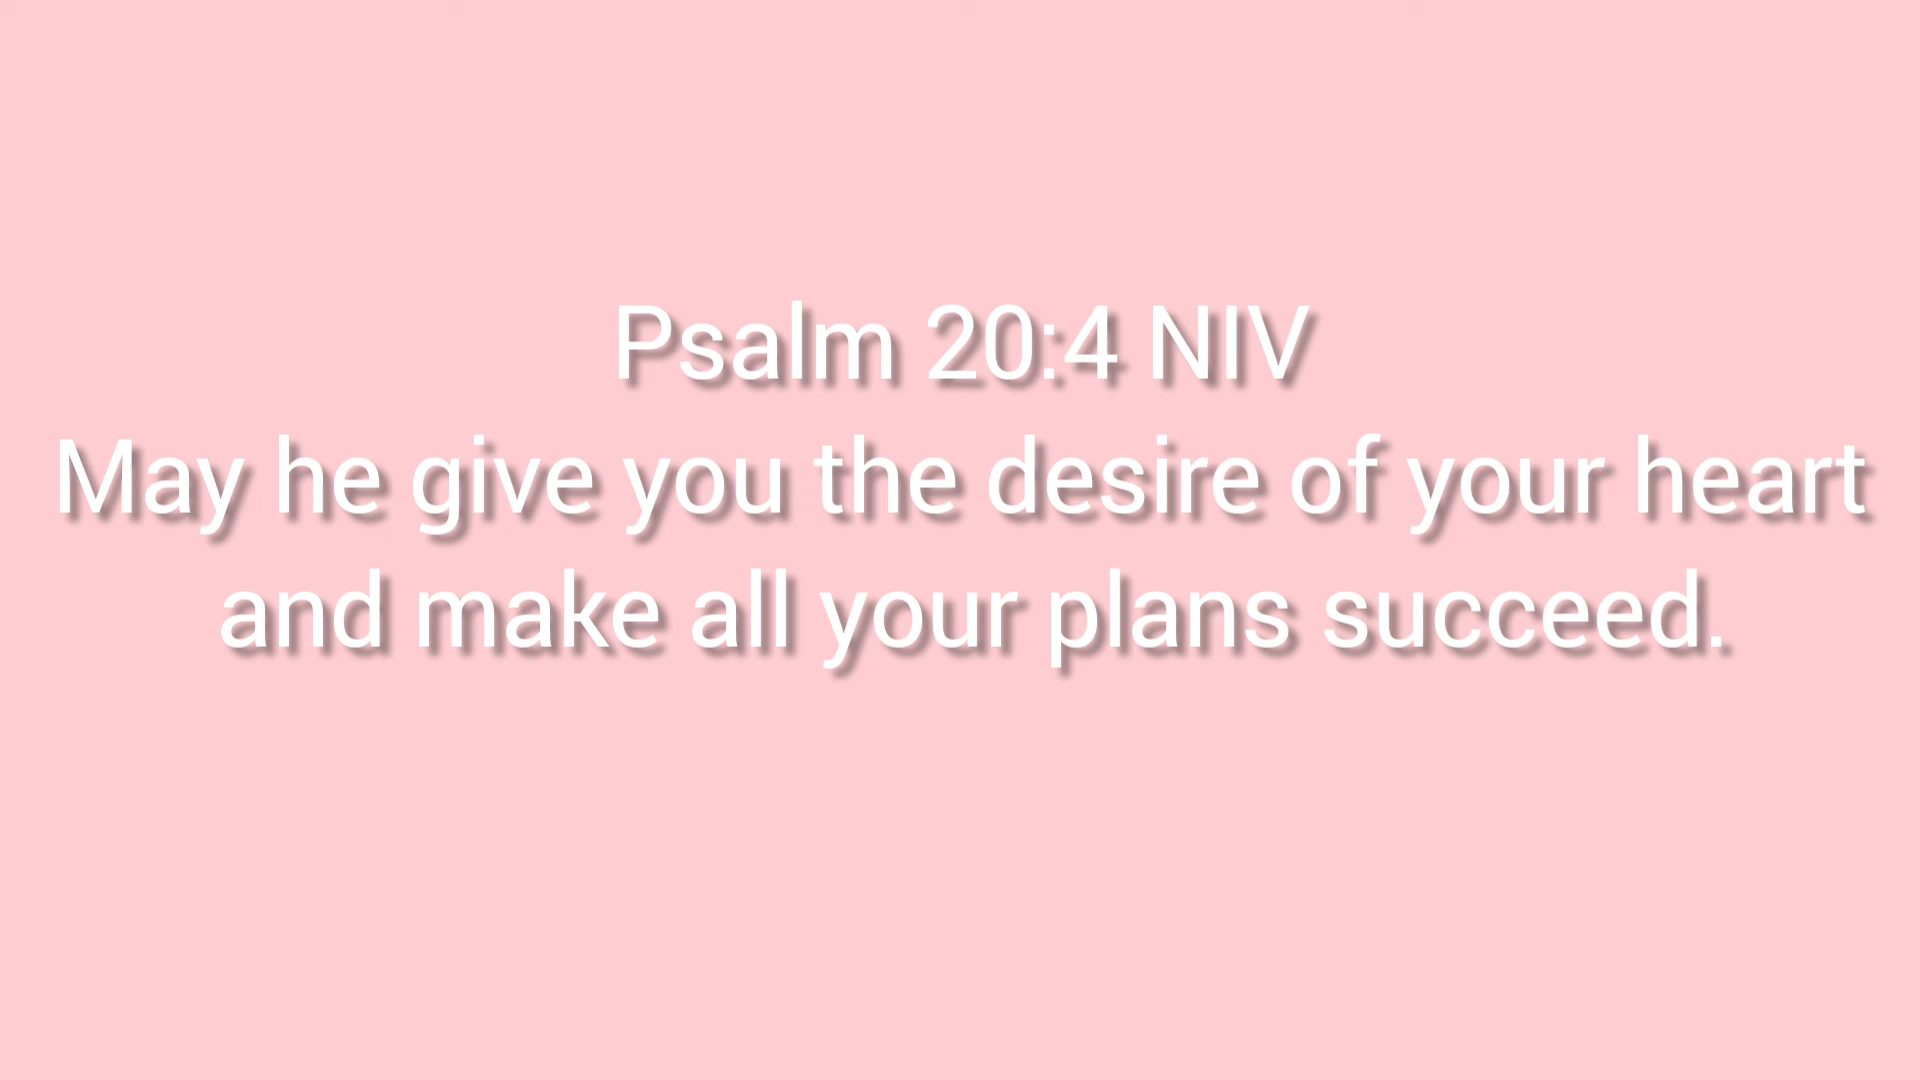 Psalm 20:4 NIV
May he give you the desire of your heart
and make all your plans succeed.